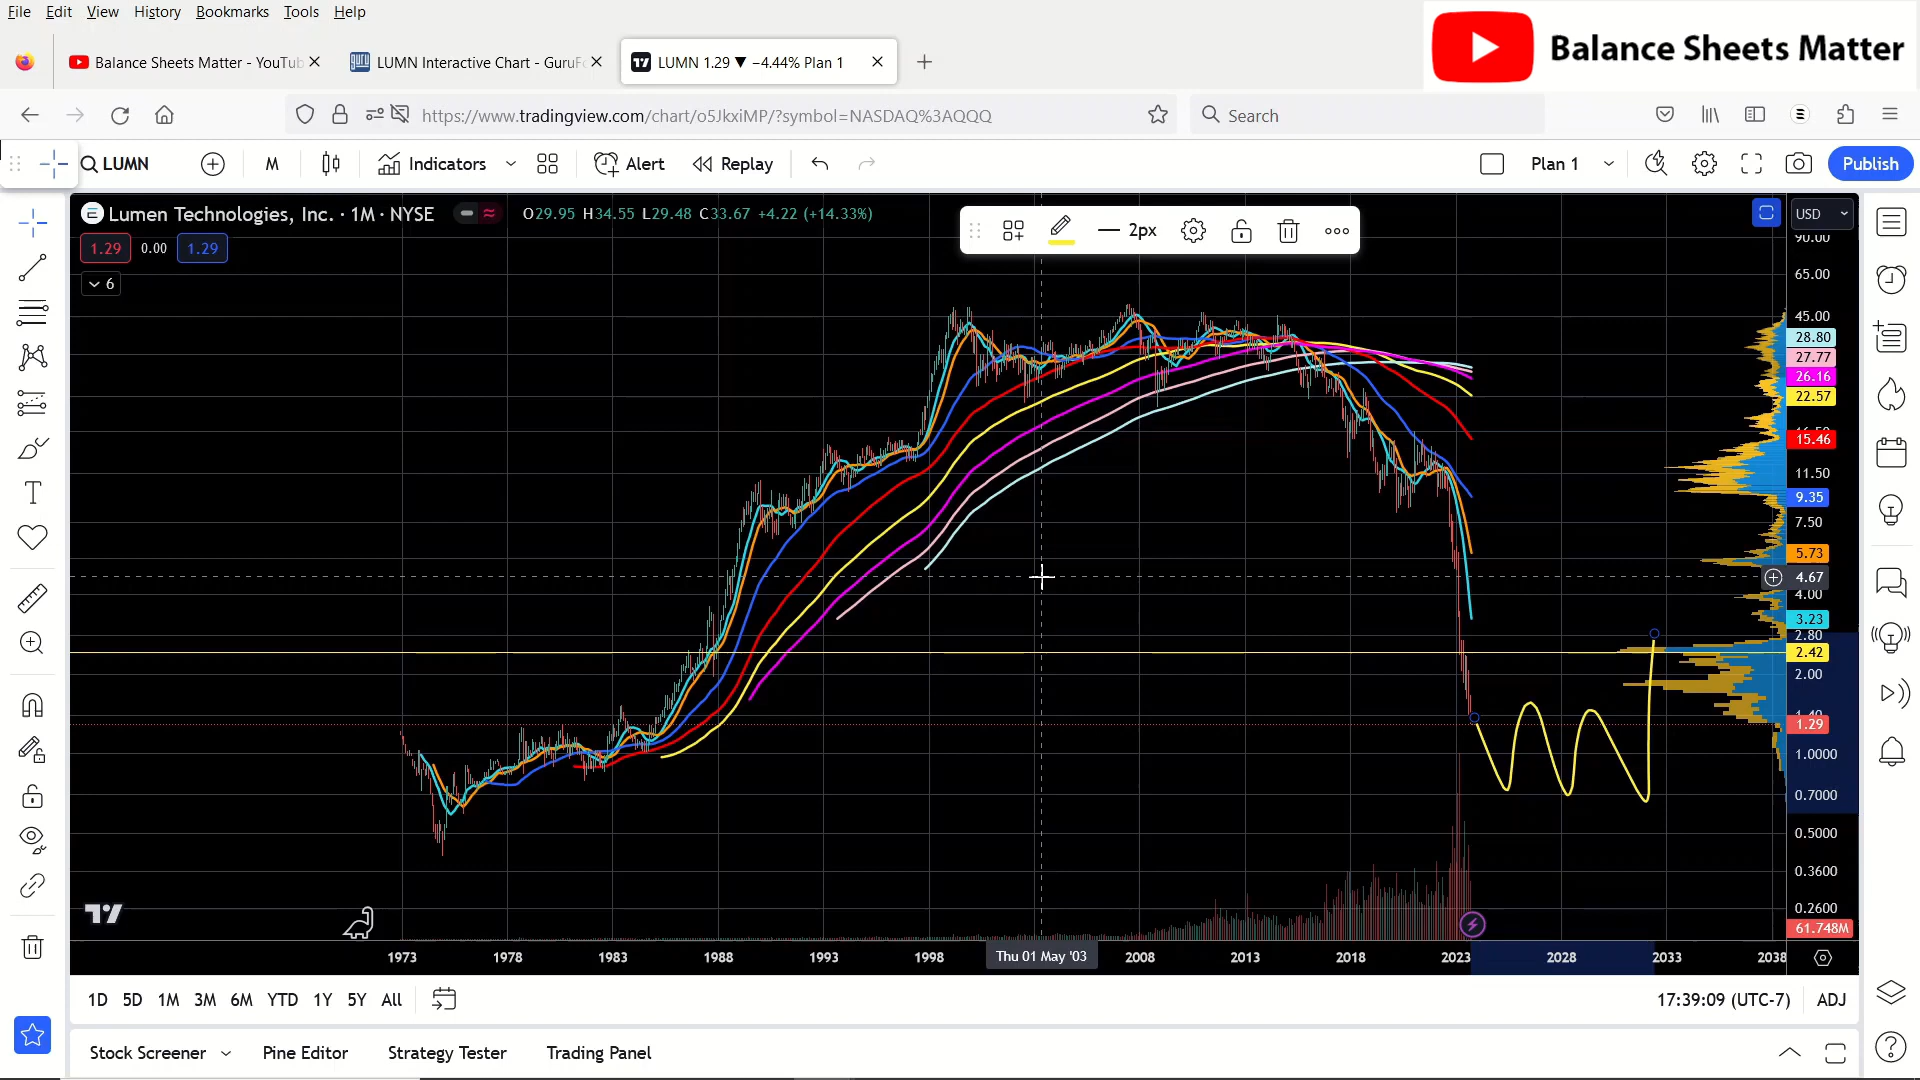 File Edit View History Bookmarks Tools Help
Balance Sheets Matter - YouTub
LUMN Interactive Chart - GuruFo
LUMN 1.29 ▼ −4.44% Plan 1
Balance Sheets Matter
https://www.tradingview.com/chart/o5JkxiMP/?symbol=NASDAQ%3AQQQ
Search
LUMN M Indicators Alert Replay Plan 1 Publish
Lumen Technologies, Inc. · 1M · NYSE O29.95 H34.55 L29.48 C33.67 +4.22 (+14.33%)
USD
1.29 0.00 1.29
2px
6
90.00
65.00
45.00
28.80
27.77
26.16
22.57
15.46
11.50
9.35
7.50
5.73
4.67
4.00
3.23
2.80
2.42
2.00
1.40
1.29
1.0000
0.7000
0.5000
0.3600
0.2600
61.748M
1973 1978 1983 1988 1993 1998 Thu 01 May '03 2008 2013 2018 2023 2028 2033 2038
1D 5D 1M 3M 6M YTD 1Y 5Y All 17:39:09 (UTC-7) ADJ
Stock Screener Pine Editor Strategy Tester Trading Panel